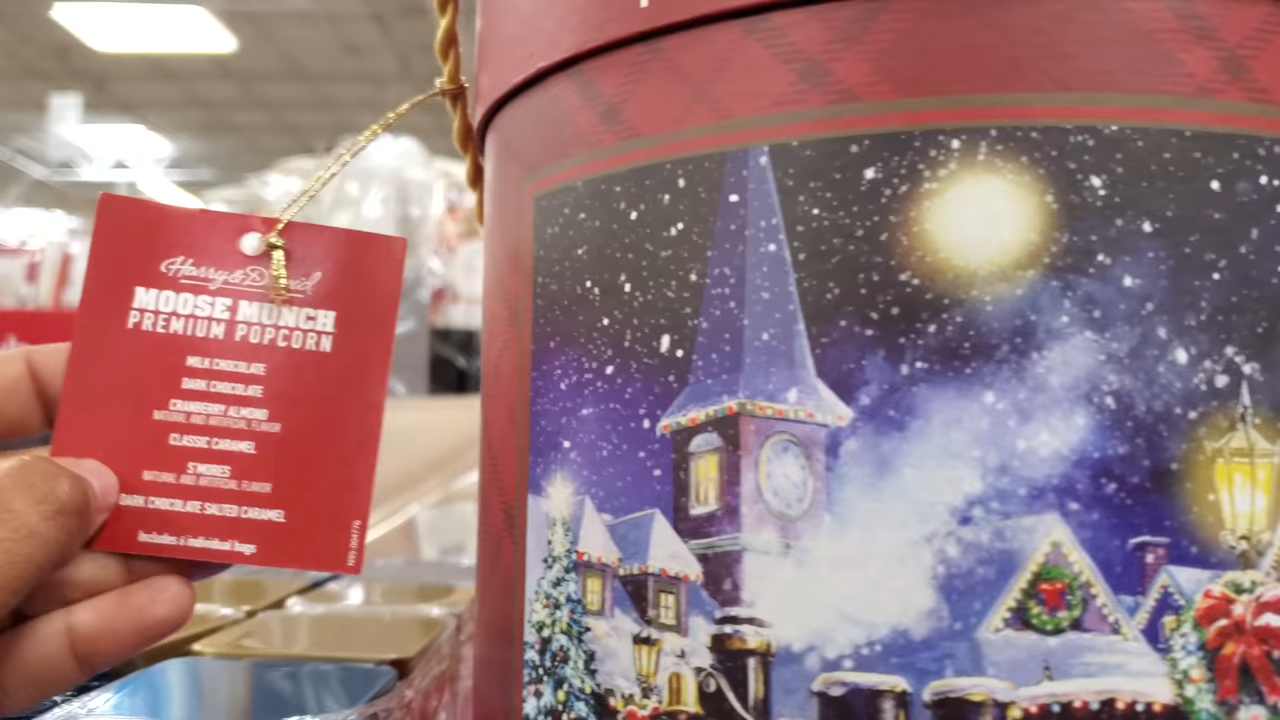 Harry & David
MOOSE MUNCH
PREMIUM POPCORN
MILK CHOCOLATE
DARK CHOCOLATE
CRANBERRY ALMOND
NATURAL AND ARTIFICIAL FLAVOR
CLASSIC CARAMEL
S'MORES
NATURAL AND ARTIFICIAL FLAVOR
DARK CHOCOLATE SALTED CARAMEL
Includes 6 individual bags